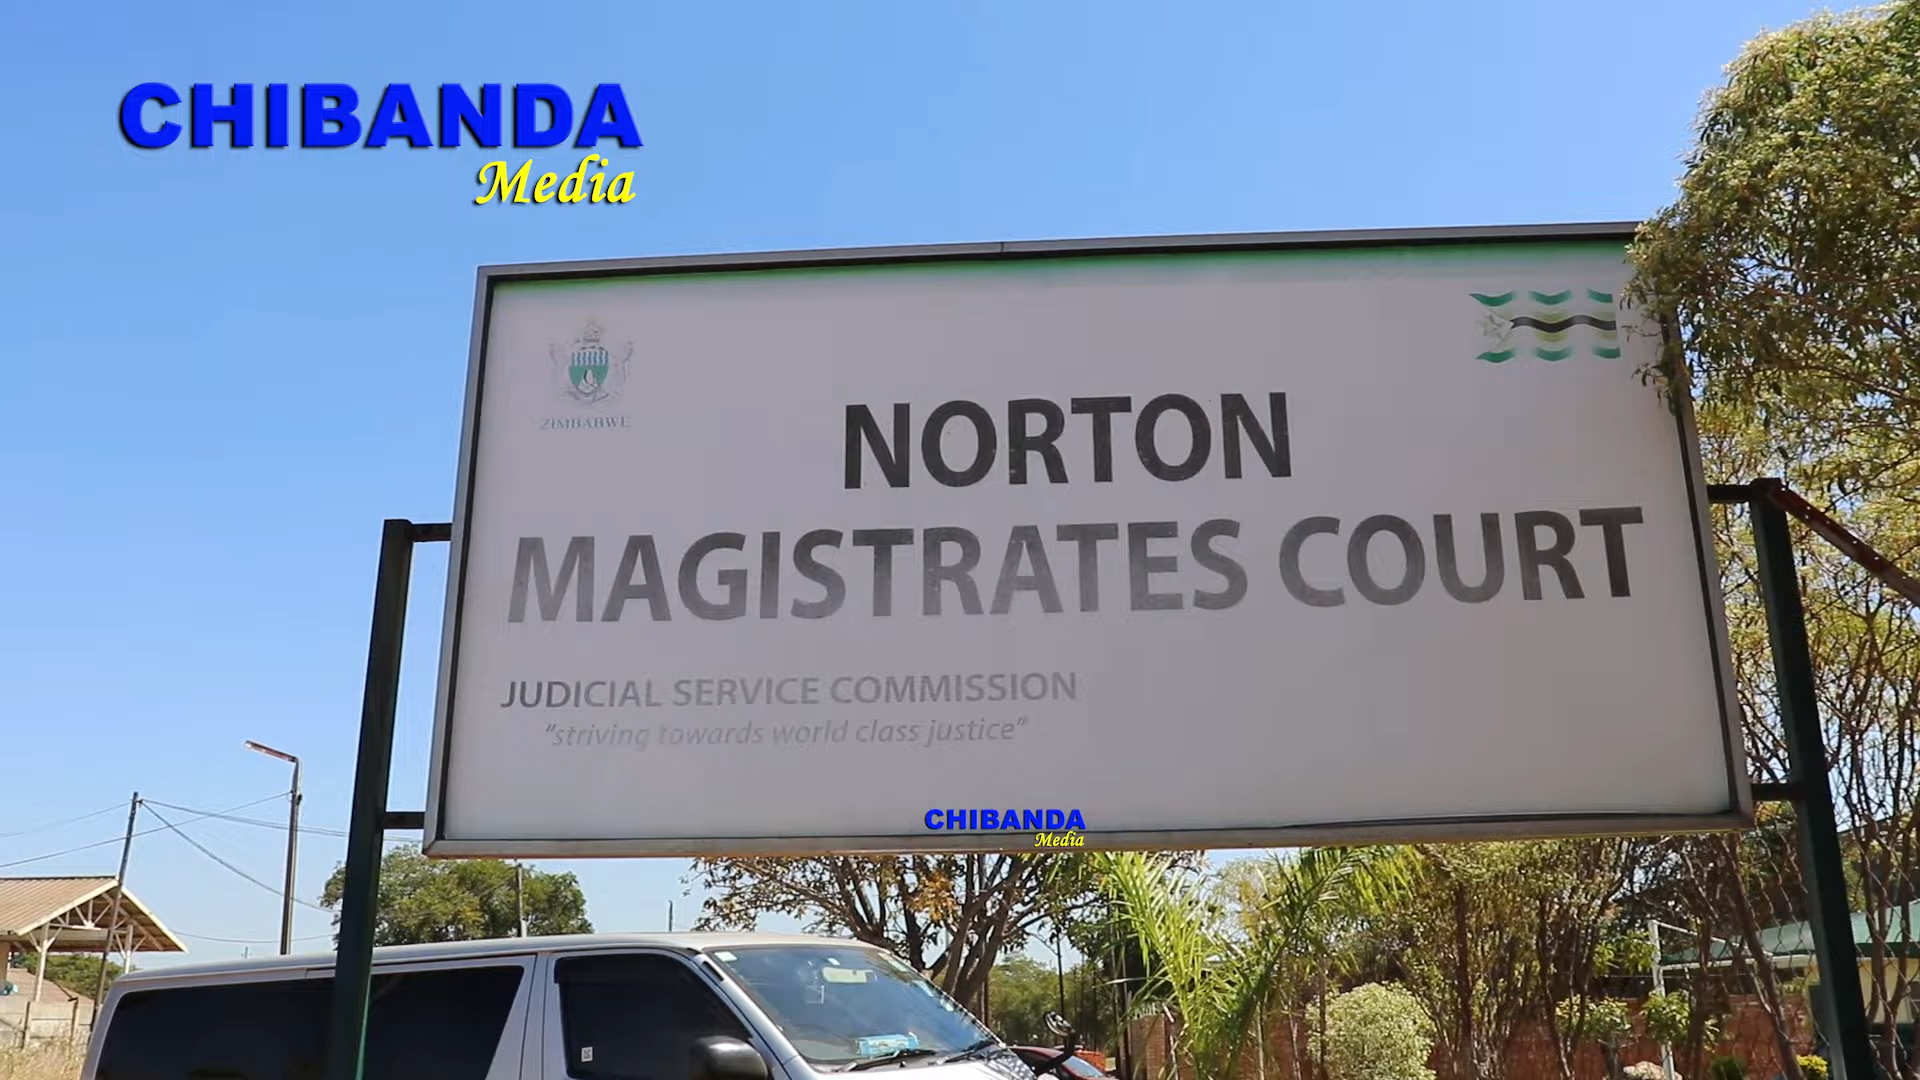 CHIBANDA
Media
ZIMBABWE
NORTON
MAGISTRATES COURT
JUDICIAL SERVICE COMMISSION
"striving towards world class justice"
CHIBANDA
Media